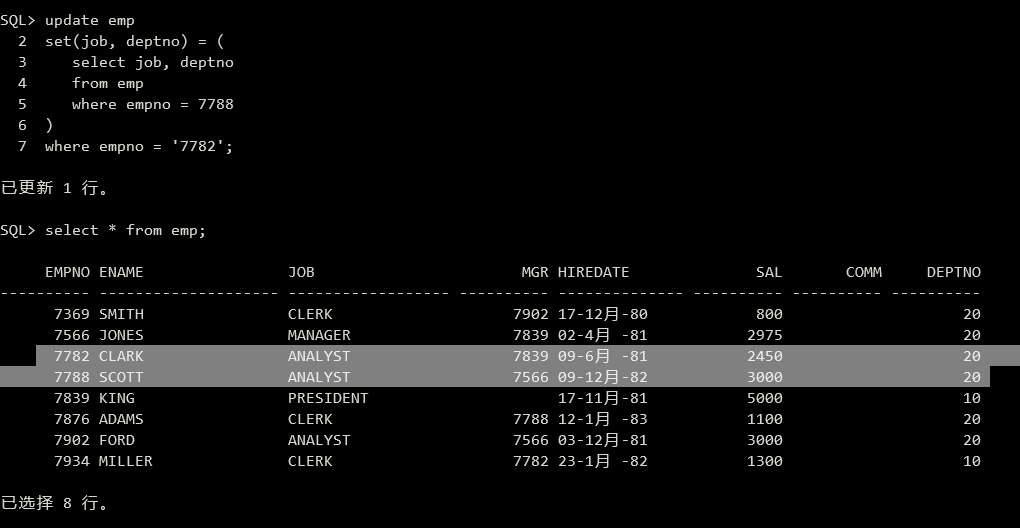 SQL> update emp
  2  set(job, deptno) = (
  3     select job, deptno
  4     from emp
  5     where empno = 7788
  6  )
  7  where empno = '7782';
已更新 1 行。
SQL> select * from emp;
     EMPNO ENAME                JOB                       MGR HIREDATE              SAL       COMM     DEPTNO
---------- -------------------- ------------------ ---------- -------------- ---------- ---------- ----------
      7369 SMITH                CLERK                    7902 17-12月-80            800                    20
      7566 JONES                MANAGER                  7839 02-4月 -81           2975                    20
      7782 CLARK                ANALYST                  7839 09-6月 -81           2450                    20
      7788 SCOTT                ANALYST                  7566 09-12月-82           3000                    20
      7839 KING                 PRESIDENT                     17-11月-81           5000                    10
      7876 ADAMS                CLERK                    7788 12-1月 -83           1100                    20
      7902 FORD                 ANALYST                  7566 03-12月-81           3000                    20
      7934 MILLER               CLERK                    7782 23-1月 -82           1300                    10
已选择 8 行。